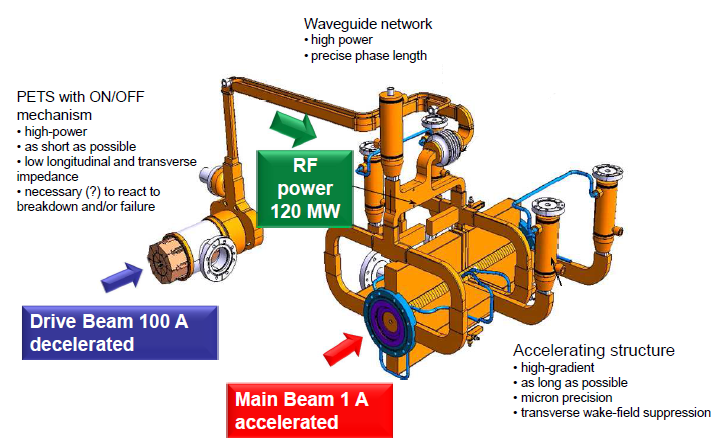 Waveguide network
• high power
• precise phase length
PETS with ON/OFF
mechanism
• high-power
• as short as possible
• low longitudinal and transverse
impedance
• necessary (?) to react to
breakdown and/or failure
RF
power
120 MW
Drive Beam 100 A
decelerated
Main Beam 1 A
accelerated
Accelerating structure
• high-gradient
• as long as possible
• micron precision
• transverse wake-field suppression